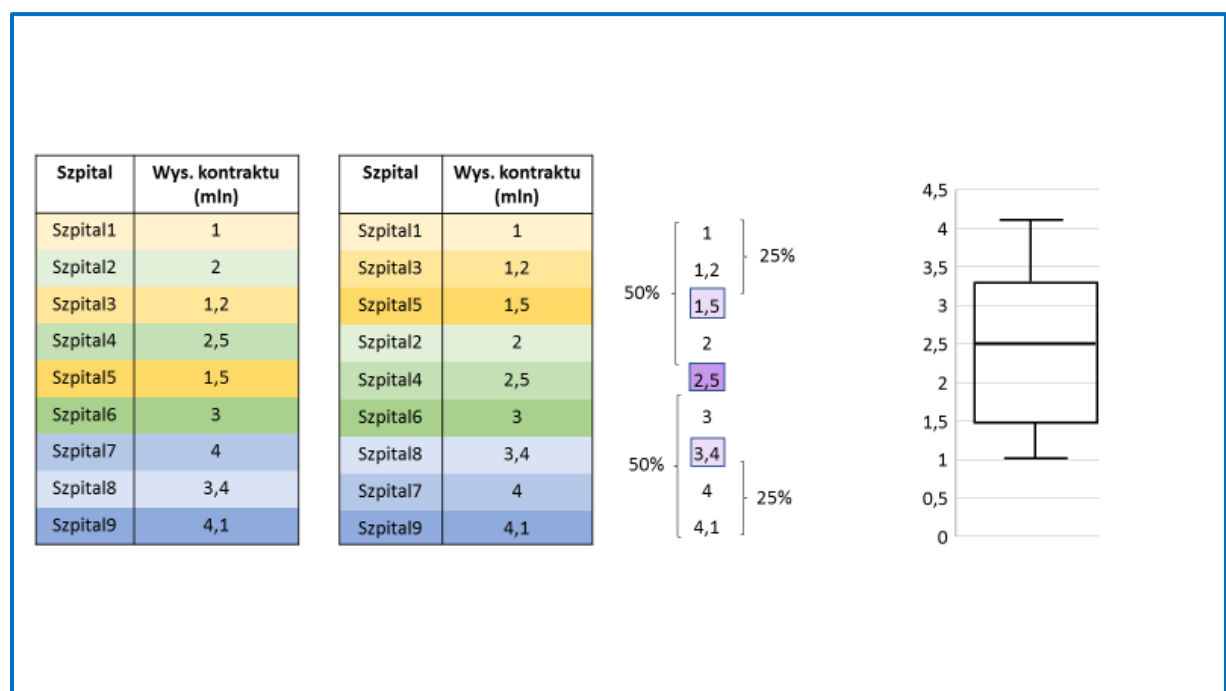 Szpital Wys. kontraktu (mln)
Szpital1 1
Szpital2 2
Szpital3 1,2
Szpital4 2,5
Szpital5 1,5
Szpital6 3
Szpital7 4
Szpital8 3,4
Szpital9 4,1
Szpital Wys. kontraktu (mln)
Szpital1 1
Szpital3 1,2
Szpital5 1,5
Szpital2 2
Szpital4 2,5
Szpital6 3
Szpital8 3,4
Szpital7 4
Szpital9 4,1
50%
50%
1
1,2
1,5
2
2,5
3
3,4
4
4,1
25%
25%
4,5
4
3,5
3
2,5
2
1,5
1
0,5
0